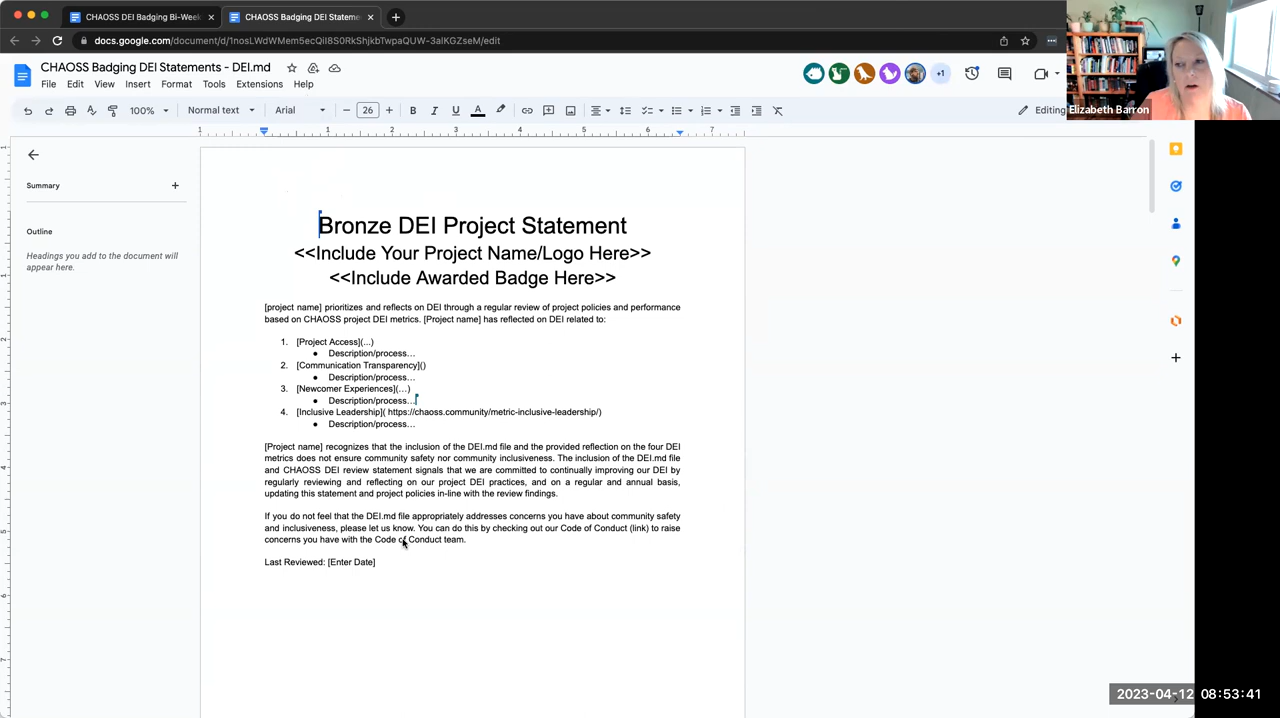 CHAOSS DEI Badging Bi-Week
CHAOSS Badging DEI Stateme
docs.google.com/document/d/1nosLWdWMem5ecQiI8S0RkShjkbTwpaQUW-3aIKGZseM/edit
CHAOSS Badging DEI Statements - DEI.md
File Edit View Insert Format Tools Extensions Help
+1
Elizabeth Barron
100% Normal text Arial 26 B I U A Editing
1 1 2 3 4 5 6 7
Summary
Outline
Headings you add to the document will
appear here.
Bronze DEI Project Statement
<<Include Your Project Name/Logo Here>>
<<Include Awarded Badge Here>>
[project name] prioritizes and reflects on DEI through a regular review of project policies and performance
based on CHAOSS project DEI metrics. [Project name] has reflected on DEI related to:
1. [Project Access](...)
● Description/process…
2. [Communication Transparency]()
● Description/process…
3. [Newcomer Experiences](…)
● Description/process…
4. [Inclusive Leadership]( https://chaoss.community/metric-inclusive-leadership/)
● Description/process…
[Project name] recognizes that the inclusion of the DEI.md file and the provided reflection on the four DEI
metrics does not ensure community safety nor community inclusiveness. The inclusion of the DEI.md file
and CHAOSS DEI review statement signals that we are committed to continually improving our DEI by
regularly reviewing and reflecting on our project DEI practices, and on a regular and annual basis,
updating this statement and project policies in-line with the review findings.
If you do not feel that the DEI.md file appropriately addresses concerns you have about community safety
and inclusiveness, please let us know. You can do this by checking out our Code of Conduct (link) to raise
concerns you have with the Code of Conduct team.
Last Reviewed: [Enter Date]
2023-04-12 08:53:41